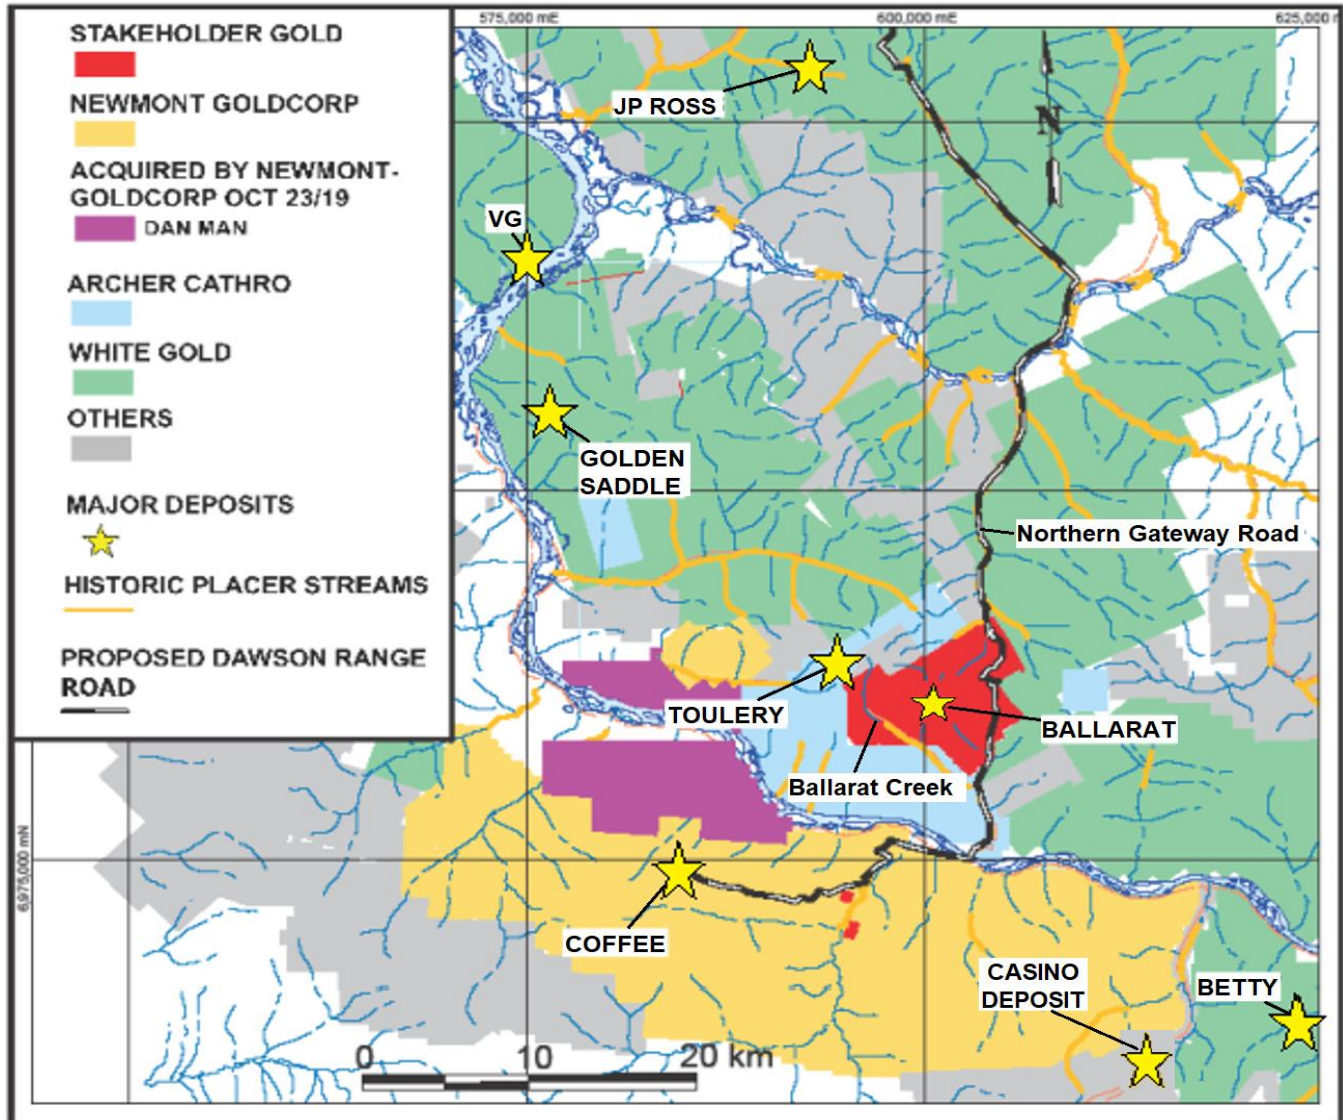 575,000 mE
600,000 mE
625,000 m
STAKEHOLDER GOLD
NEWMONT GOLDCORP
ACQUIRED BY NEWMONT-
GOLDCORP OCT 23/19
DAN MAN
ARCHER CATHRO
WHITE GOLD
OTHERS
MAJOR DEPOSITS
HISTORIC PLACER STREAMS
PROPOSED DAWSON RANGE
ROAD
JP ROSS
N
VG
GOLDEN
SADDLE
Northern Gateway Road
TOULERY
BALLARAT
Ballarat Creek
6,975,000 mN
COFFEE
CASINO
DEPOSIT
BETTY
0 10 20 km